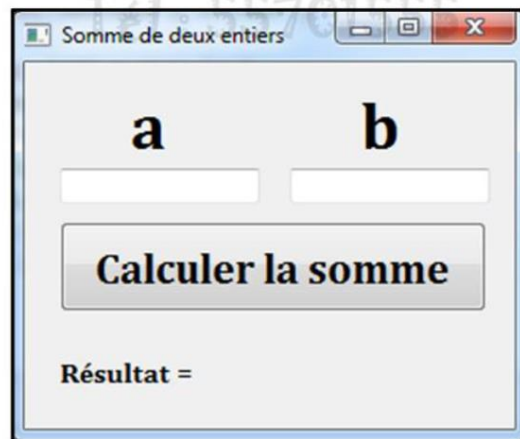 Somme de deux entiers
a b
Calculer la somme
Résultat =